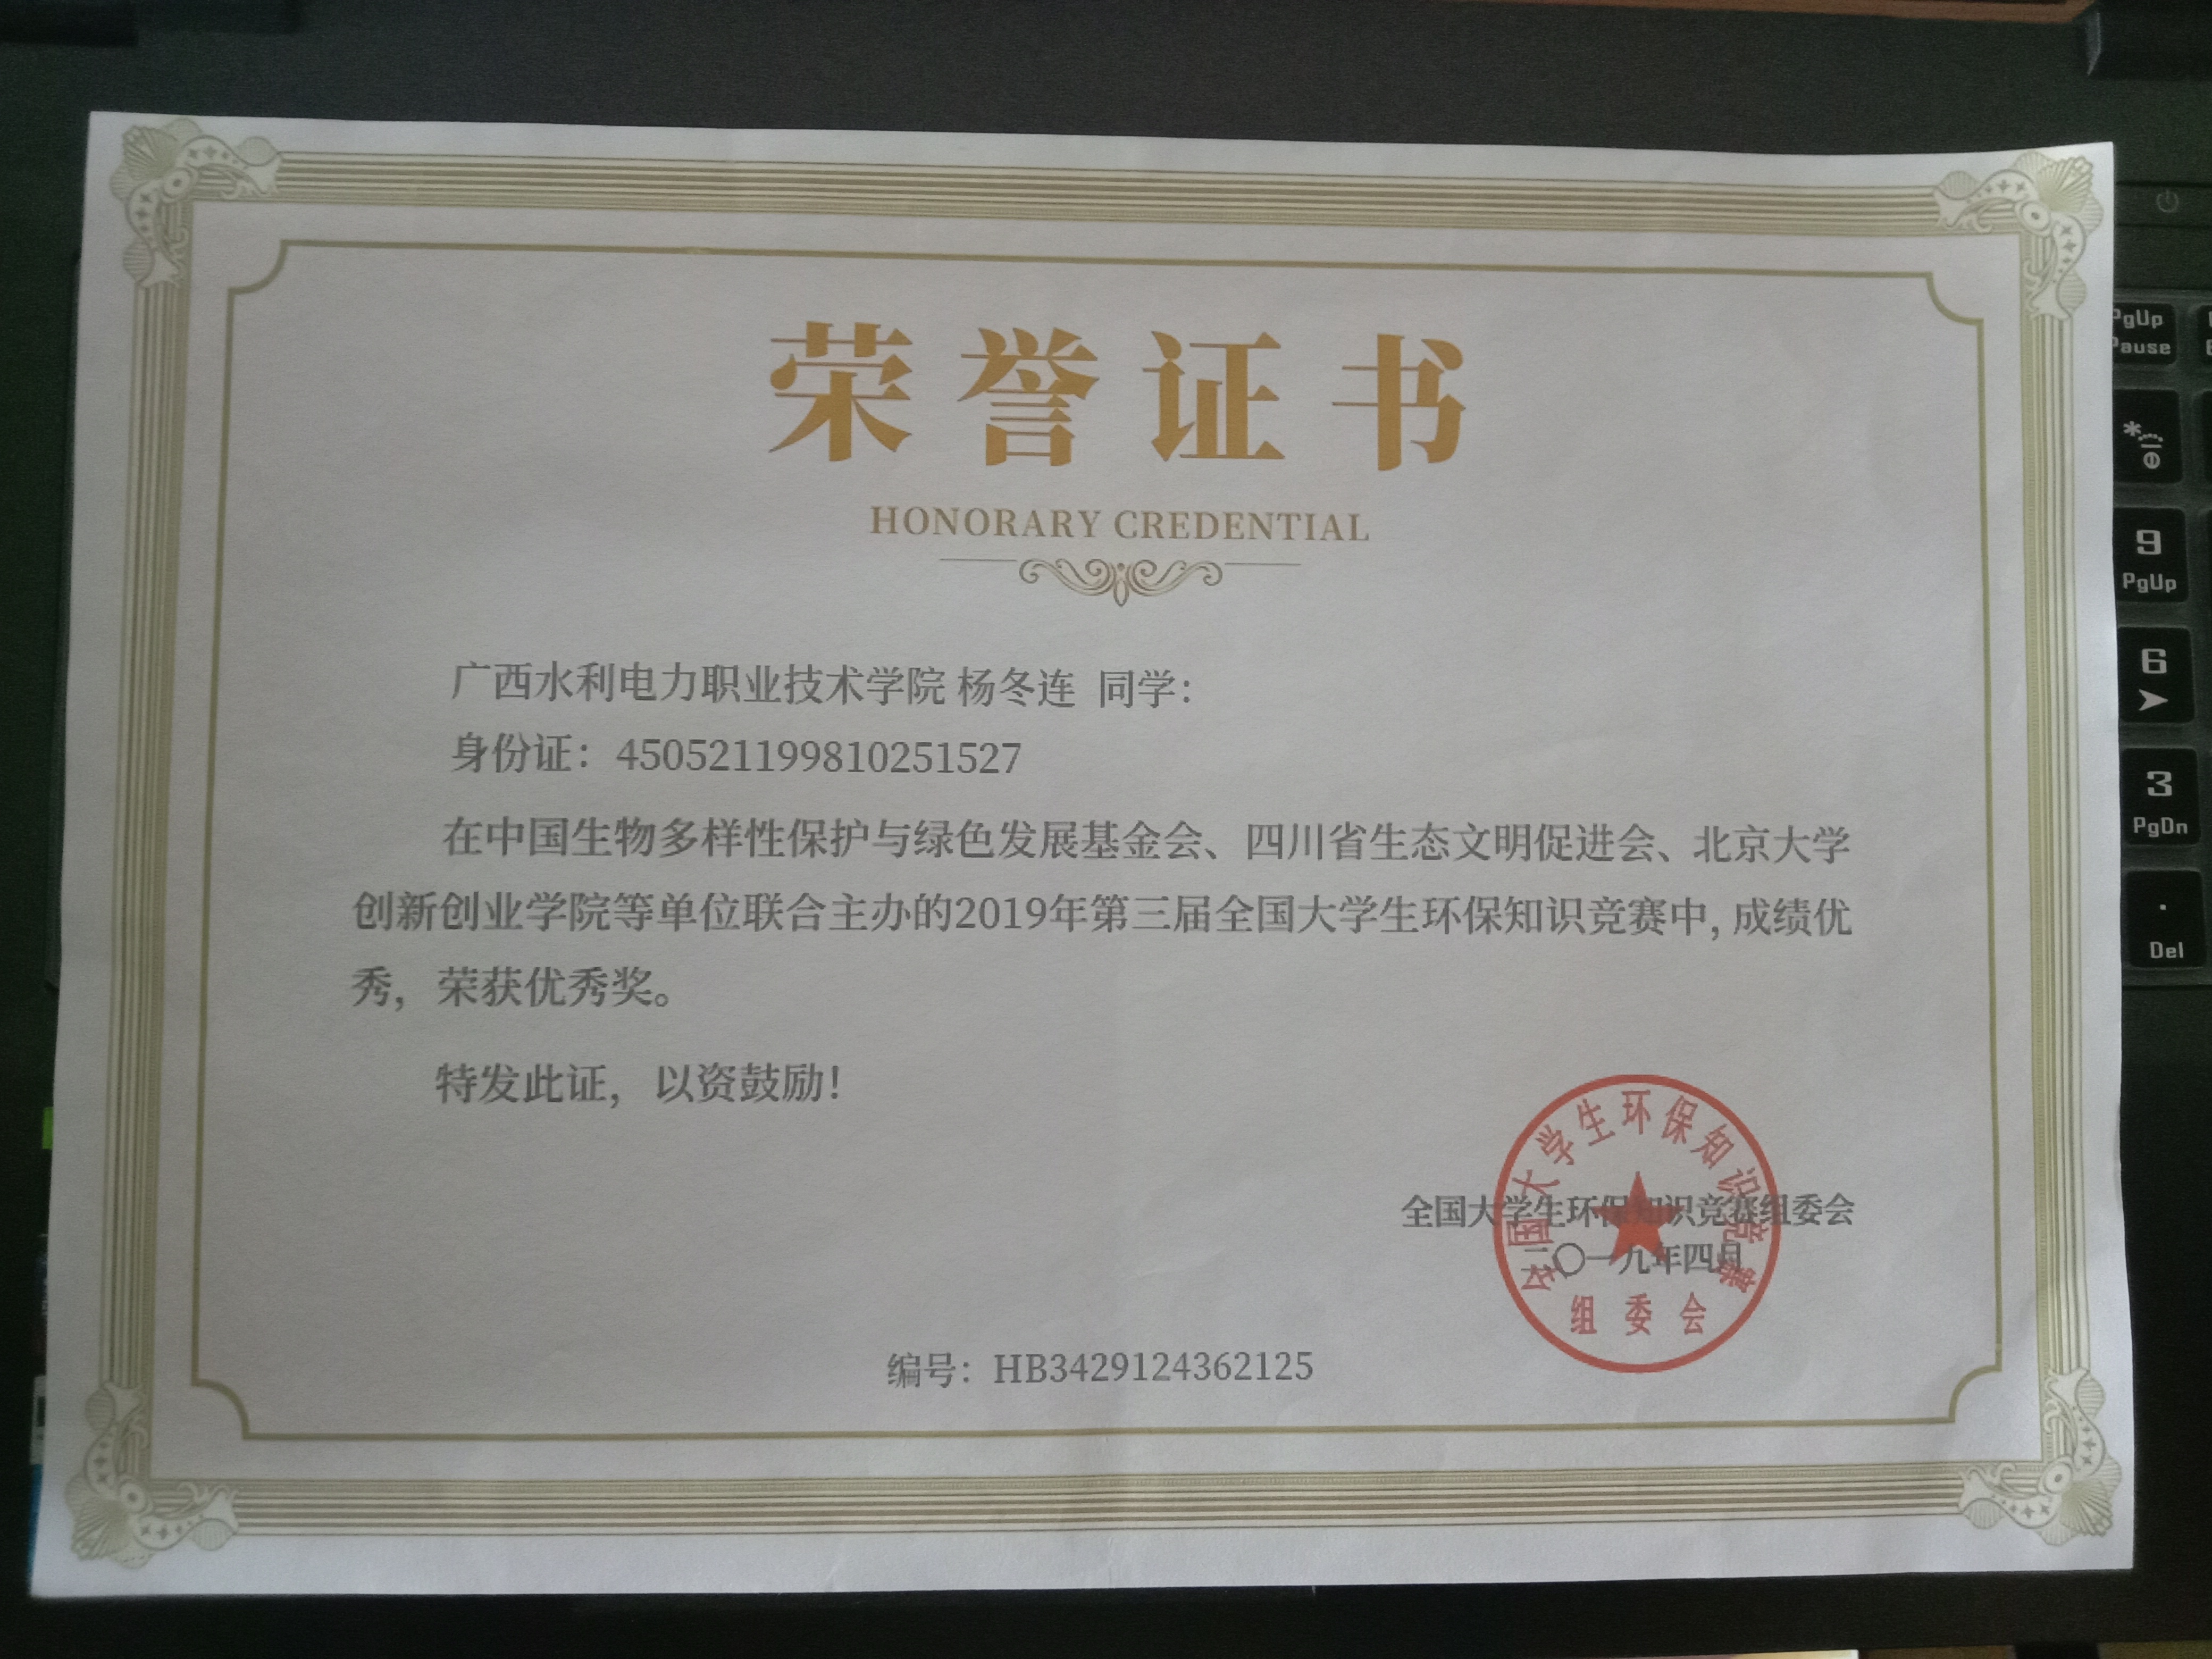 荣誉证书
HONORARY CREDENTIAL
广西水利电力职业技术学院 杨冬连 同学：
身份证：450521199810251527
在中国生物多样性保护与绿色发展基金会、四川省生态文明促进会、北京大学
创新创业学院等单位联合主办的2019年第三届全国大学生环保知识竞赛中, 成绩优
秀，荣获优秀奖。
特发此证，以资鼓励！
全国大学生环保知识竞赛组委会
二〇一九年四月
全国大学生环保知识竞赛
组委会
编号：HB3429124362125
PgUp
Pause
*
9
PgUp
6
3
PgDn
.
Del